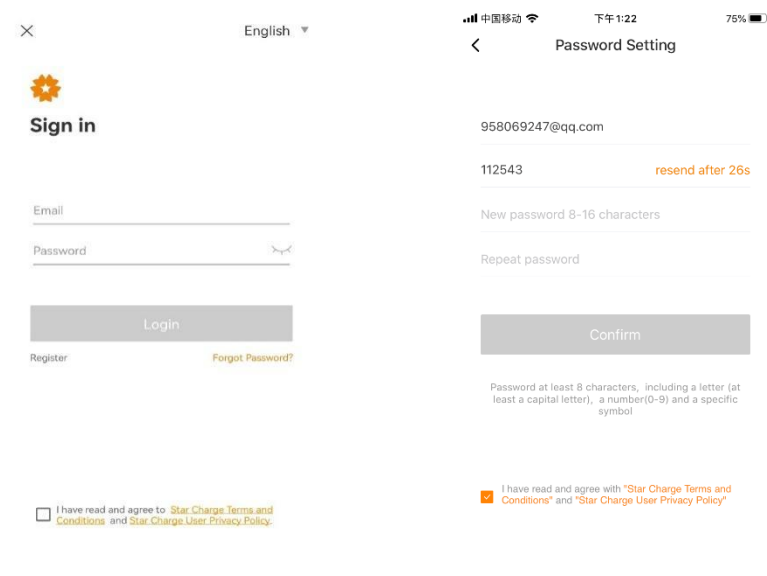 English
Sign in
Email
Password
Login
Register
Forgot Password?
I have read and agree to Star Charge Terms and
Conditions and Star Charge User Privacy Policy.
中国移动
下午1:22
75%
Password Setting
958069247@qq.com
112543
resend after 26s
New password 8-16 characters
Repeat password
Confirm
Password at least 8 characters, including a letter (at
least a capital letter), a number(0-9) and a specific
symbol
I have read and agree with "Star Charge Terms and
Conditions" and "Star Charge User Privacy Policy"